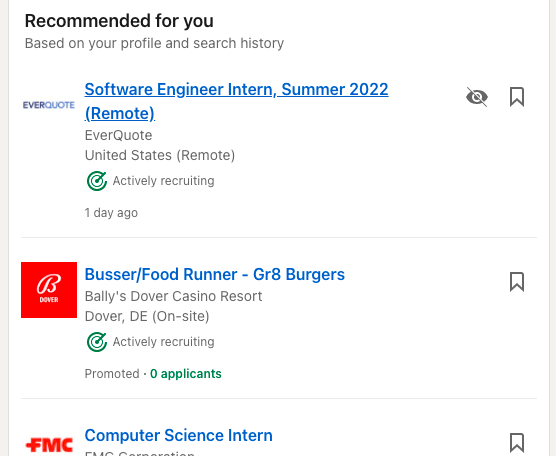 Recommended for you
Based on your profile and search history
EVERQUOTE
Software Engineer Intern, Summer 2022
(Remote)
EverQuote
United States (Remote)
Actively recruiting
1 day ago
B
DOVER
Busser/Food Runner - Gr8 Burgers
Bally's Dover Casino Resort
Dover, DE (On-site)
Actively recruiting
Promoted · 0 applicants
FMC
Computer Science Intern
FMC Corporation